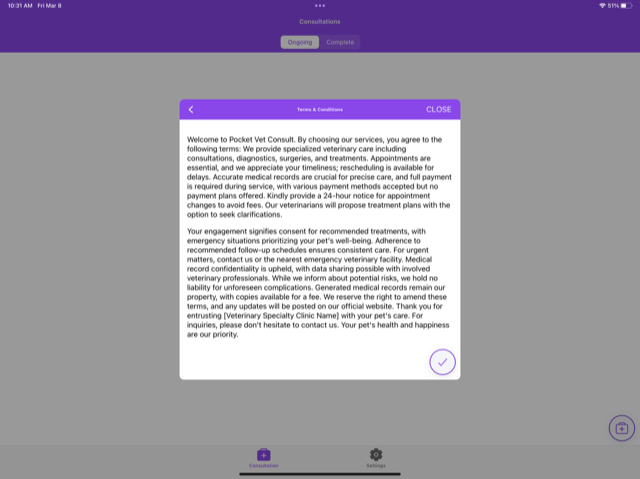 10:31 AM Fri Mar 8
51%
Consultations
Ongoing Complete
Terms & Conditions
CLOSE
Welcome to Pocket Vet Consult. By choosing our services, you agree to the
following terms: We provide specialized veterinary care including
consultations, diagnostics, surgeries, and treatments. Appointments are
essential, and we appreciate your timeliness; rescheduling is available for
delays. Accurate medical records are crucial for precise care, and full payment
is required during service, with various payment methods accepted but no
payment plans offered. Kindly provide a 24-hour notice for appointment
changes to avoid fees. Our veterinarians will propose treatment plans with the
option to seek clarifications.
Your engagement signifies consent for recommended treatments, with
emergency situations prioritizing your pet's well-being. Adherence to
recommended follow-up schedules ensures consistent care. For urgent
matters, contact us or the nearest emergency veterinary facility. Medical
record confidentiality is upheld, with data sharing possible with involved
veterinary professionals. While we inform about potential risks, we hold no
liability for unforeseen complications. Generated medical records remain our
property, with copies available for a fee. We reserve the right to amend these
terms, and any updates will be posted on our official website. Thank you for
entrusting [Veterinary Specialty Clinic Name] with your pet's care. For
inquiries, please don't hesitate to contact us. Your pet's health and happiness
are our priority.
Consultation
Settings